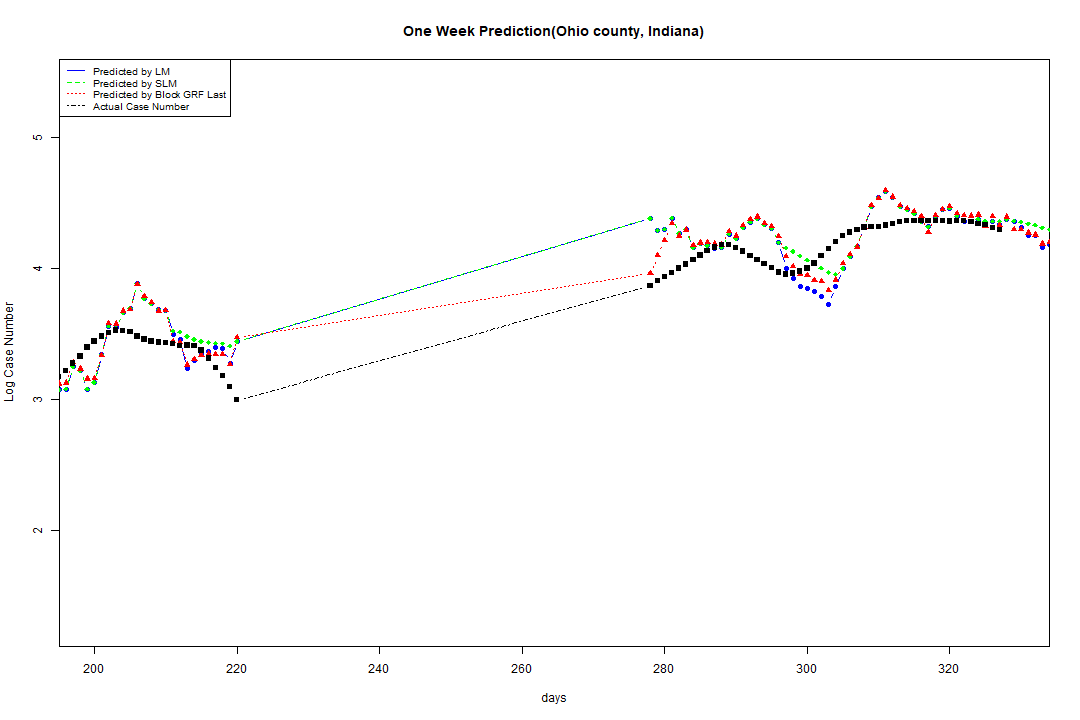 One Week Prediction(Ohio county, Indiana)
Predicted by LM
Predicted by SLM
Predicted by Block GRF Last
Actual Case Number
5
4
3
2
Log Case Number
200 220 240 260 280 300 320
days